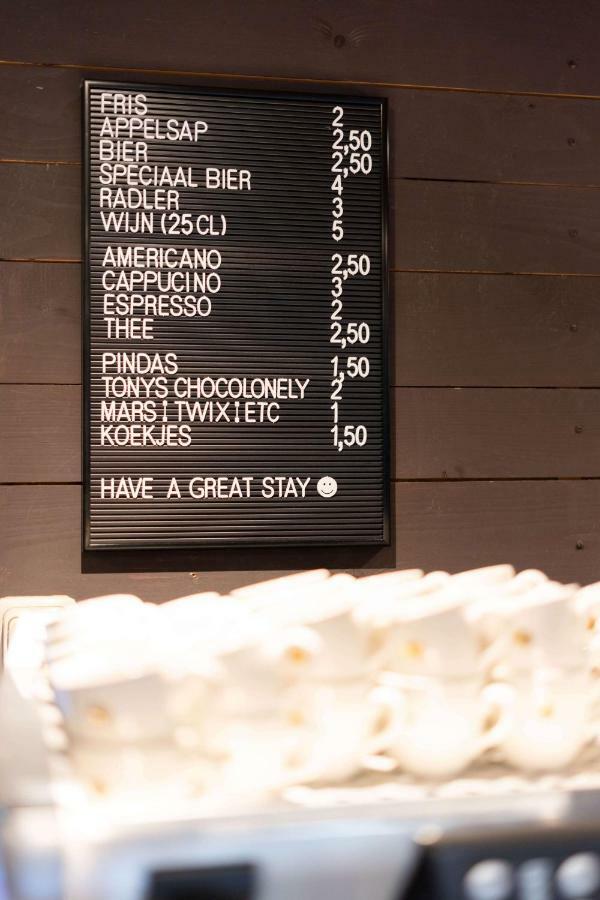 FRIS 2
APPELSAP 2,50
BIER 2,50
SPECIAAL BIER 4
RADLER 3
WIJN (25CL) 5
AMERICANO 2,50
CAPPUCINO 3
ESPRESSO 2
THEE 2,50
PINDAS 1,50
TONYS CHOCOLONELY 2
MARS I TWIX I ETC 1
KOEKJES 1,50
HAVE A GREAT STAY